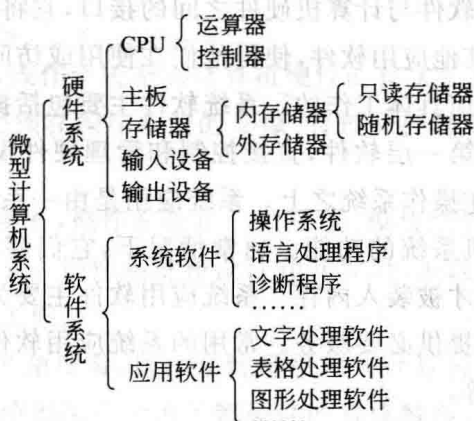 微型计算机系统
硬件系统
CPU
运算器
控制器
主板
存储器
内存储器
只读存储器
随机存储器
外存储器
输入设备
输出设备
软件系统
系统软件
操作系统
语言处理程序
诊断程序
……
应用软件
文字处理软件
表格处理软件
图形处理软件